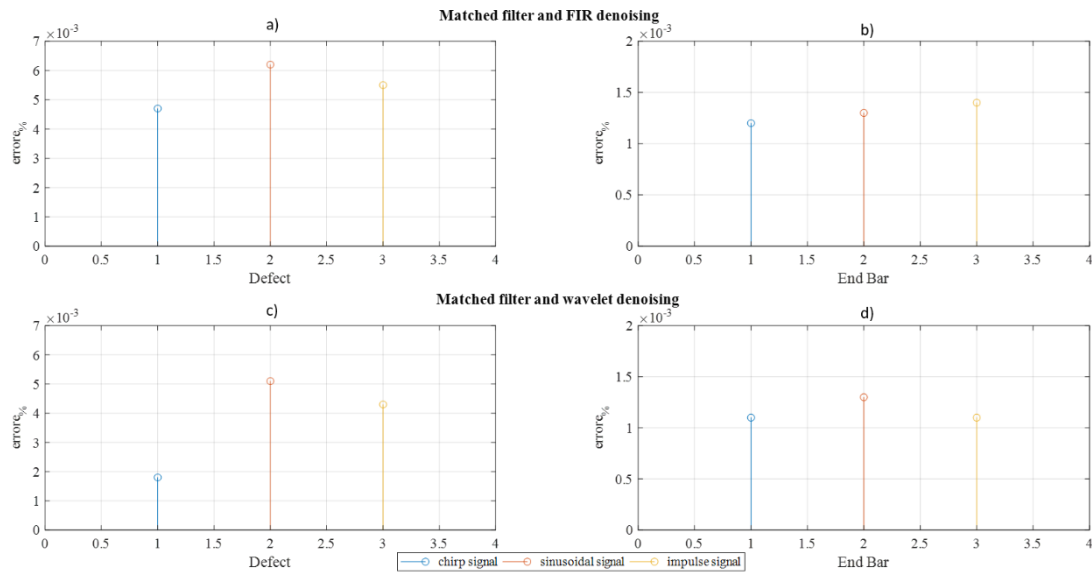 Matched filter and FIR denoising
a)
×10⁻³
7
6
5
4
3
2
1
0
errore%
0 0.5 1 1.5 2 2.5 3 3.5 4
Defect
b)
×10⁻³
2
1.5
1
0.5
0
errore%
0 0.5 1 1.5 2 2.5 3 3.5 4
End Bar
Matched filter and wavelet denoising
c)
×10⁻³
7
6
5
4
3
2
1
0
errore%
0 0.5 1 1.5 2 2.5 3 3.5 4
Defect
d)
×10⁻³
2
1.5
1
0.5
0
errore%
0 0.5 1 1.5 2 2.5 3 3.5 4
End Bar
chirp signal sinusoidal signal impulse signal